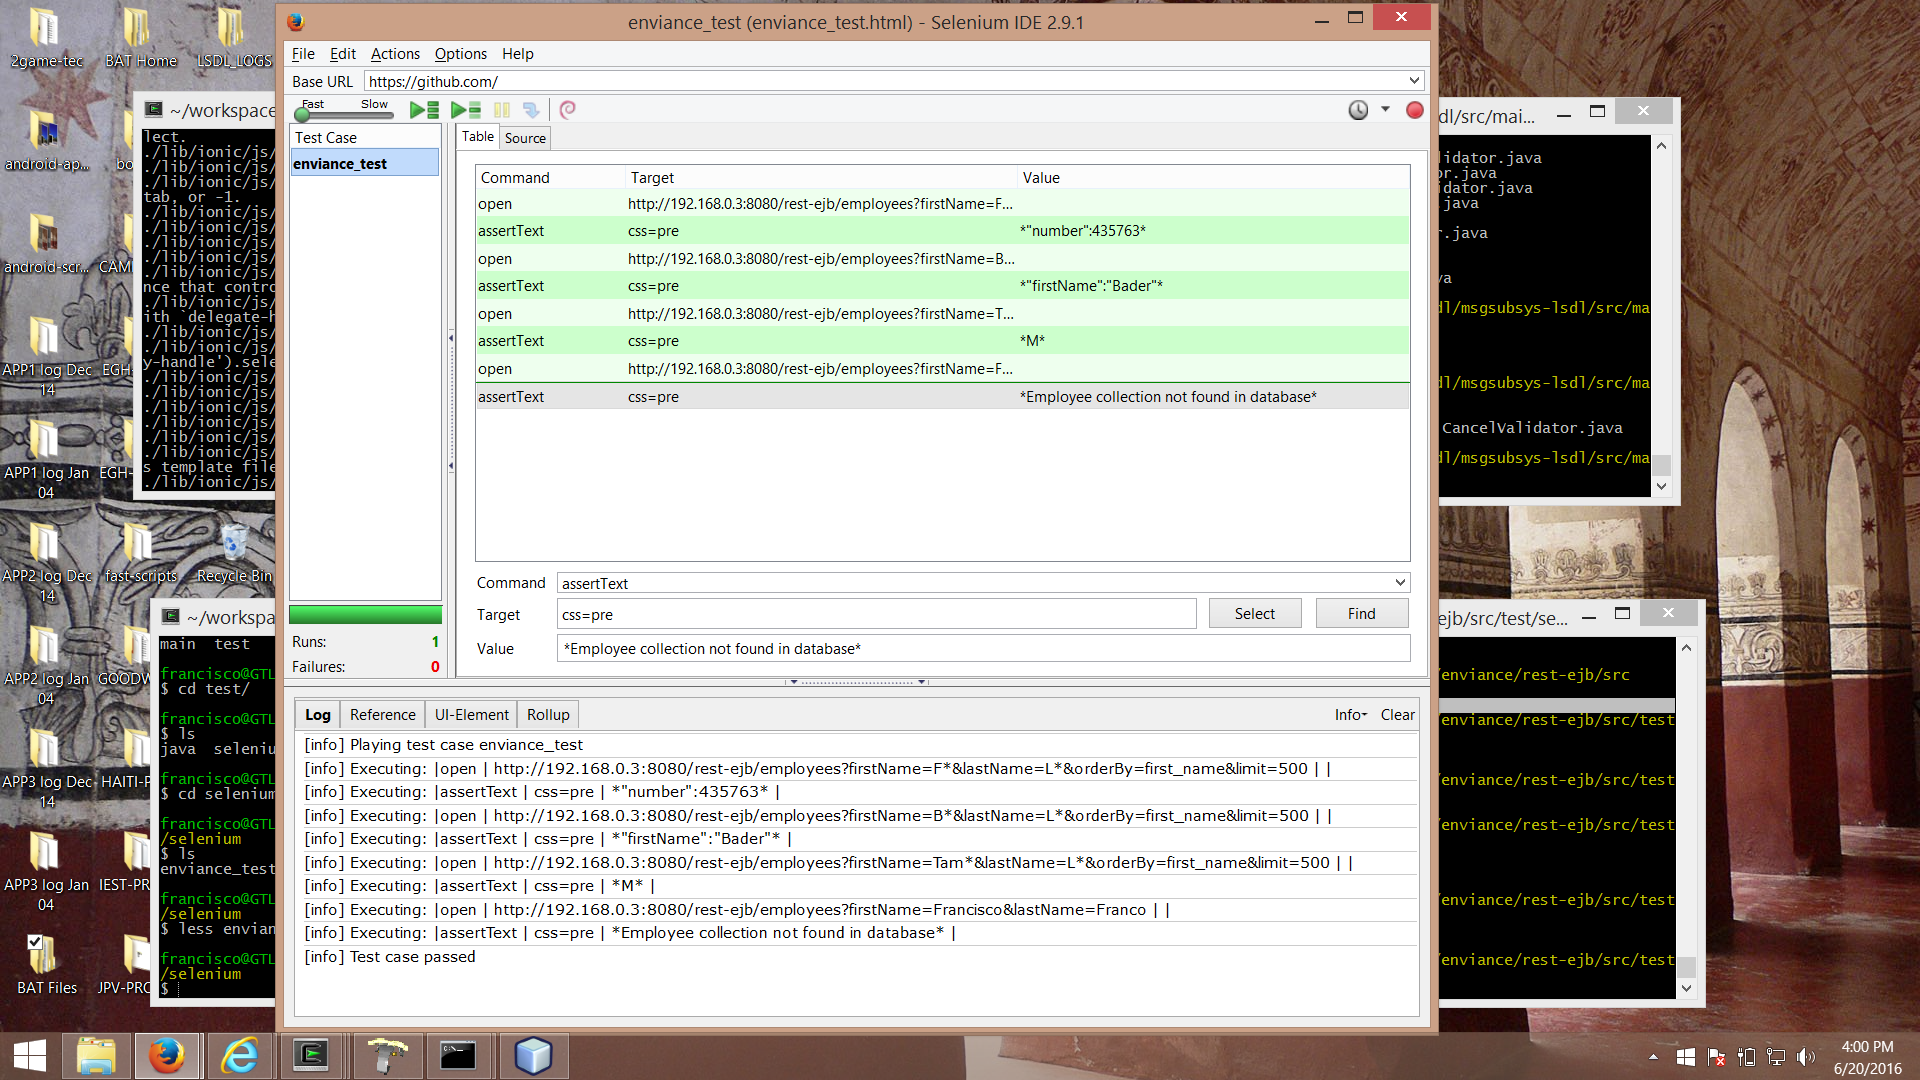 enviance_test (enviance_test.html) - Selenium IDE 2.9.1
File Edit Actions Options Help
Base URL https://github.com/
Fast Slow
Test Case
enviance_test
Table Source
Command Target Value
open http://192.168.0.3:8080/rest-ejb/employees?firstName=F...
assertText css=pre *"number":435763*
open http://192.168.0.3:8080/rest-ejb/employees?firstName=B...
assertText css=pre *"firstName":"Bader"*
open http://192.168.0.3:8080/rest-ejb/employees?firstName=T...
assertText css=pre *M*
open http://192.168.0.3:8080/rest-ejb/employees?firstName=F...
assertText css=pre *Employee collection not found in database*
Command assertText
Target css=pre Select Find
Value *Employee collection not found in database*
Runs: 1
Failures: 0
Log Reference UI-Element Rollup Info Clear
[info] Playing test case enviance_test
[info] Executing: |open | http://192.168.0.3:8080/rest-ejb/employees?firstName=F*&lastName=L*&orderBy=first_name&limit=500 | |
[info] Executing: |assertText | css=pre | *"number":435763* |
[info] Executing: |open | http://192.168.0.3:8080/rest-ejb/employees?firstName=B*&lastName=L*&orderBy=first_name&limit=500 | |
[info] Executing: |assertText | css=pre | *"firstName":"Bader"* |
[info] Executing: |open | http://192.168.0.3:8080/rest-ejb/employees?firstName=Tam*&lastName=L*&orderBy=first_name&limit=500 | |
[info] Executing: |assertText | css=pre | *M* |
[info] Executing: |open | http://192.168.0.3:8080/rest-ejb/employees?firstName=Francisco&lastName=Franco | |
[info] Executing: |assertText | css=pre | *Employee collection not found in database* |
[info] Test case passed
2game-tec BAT Home LSDL_LOGS
android-ap... bo
android-scr... CAM
APP1 log Dec 14 EGH-
APP1 log Jan 04 EGH-
APP2 log Dec 14 fast-scripts Recycle Bin
APP2 log Jan 04 GOODW
APP3 log Dec 14 HAITI-P
APP3 log Jan 04 IEST-PR
BAT Files JPV-PRC
~/workspace
lect.
./lib/ionic/js/
./lib/ionic/js/
./lib/ionic/js/
tab, or -1.
./lib/ionic/js/
./lib/ionic/js/
./lib/ionic/js/
./lib/ionic/js/
./lib/ionic/js/
nce that contro
./lib/ionic/js/
ith `delegate-h
./lib/ionic/js/
./lib/ionic/js/
y-handle').sele
./lib/ionic/js/
./lib/ionic/js/
./lib/ionic/js/
./lib/ionic/js/
./lib/ionic/js/
./lib/ionic/js/
s template file
./lib/ionic/js/
~/workspa
main test
francisco@GTL
$ cd test/
francisco@GTL
$ ls
java seleniu
francisco@GTL
$ cd selenium
francisco@GTL
/selenium
$ ls
enviance_test
francisco@GTL
/selenium
$ less envian
francisco@GTL
/selenium
$
dl/src/mai...
lidator.java
or.java
idator.java
.java
r.java
va
dl/msgsubsys-lsdl/src/ma
dl/msgsubsys-lsdl/src/ma
CancelValidator.java
dl/msgsubsys-lsdl/src/ma
ejb/src/test/se...
/enviance/rest-ejb/src
/enviance/rest-ejb/src/test
/enviance/rest-ejb/src/test
/enviance/rest-ejb/src/test
/enviance/rest-ejb/src/test
/enviance/rest-ejb/src/test
4:00 PM
6/20/2016